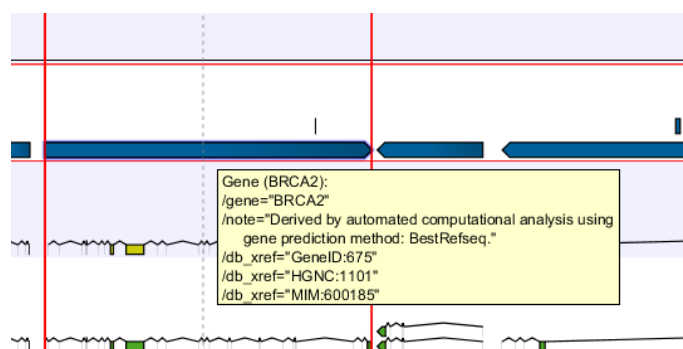 Gene (BRCA2):
/gene="BRCA2"
/note="Derived by automated computational analysis using
gene prediction method: BestRefseq."
/db_xref="GeneID:675"
/db_xref="HGNC:1101"
/db_xref="MIM:600185"